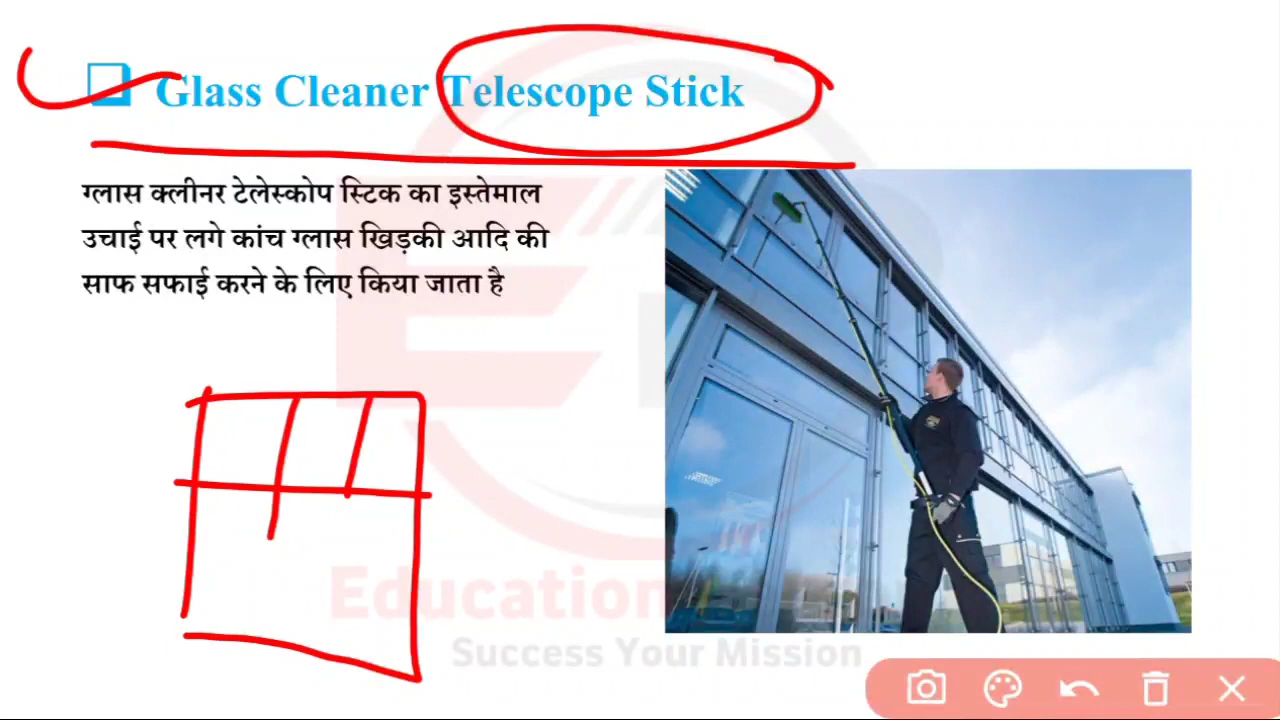 Glass Cleaner Telescope Stick
ग्लास क्लीनर टेलेस्कोप स्टिक का इस्तेमाल
उचाई पर लगे कांच ग्लास खिड़की आदि की
साफ सफाई करने के लिए किया जाता है
Education
Success Your Mission